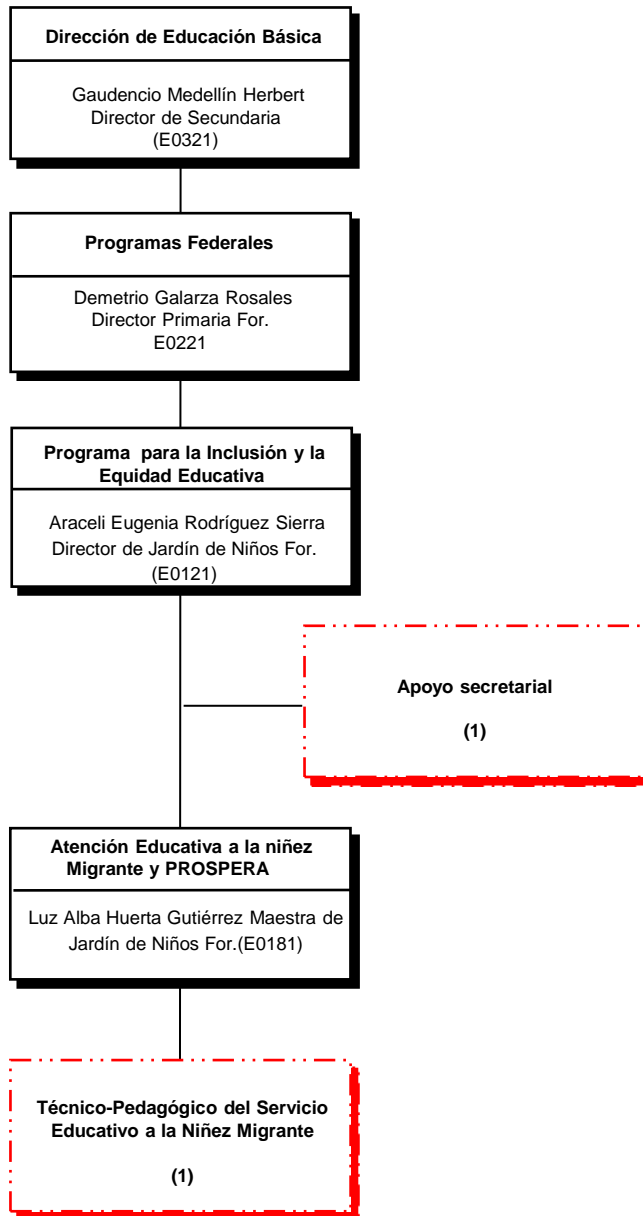 Dirección de Educación Básica
Gaudencio Medellín Herbert
Director de Secundaria
(E0321)
Programas Federales
Demetrio Galarza Rosales
Director Primaria For.
E0221
Programa para la Inclusión y la
Equidad Educativa
Araceli Eugenia Rodríguez Sierra
Director de Jardín de Niños For.
(E0121)
Apoyo secretarial
(1)
Atención Educativa a la niñez
Migrante y PROSPERA
Luz Alba Huerta Gutiérrez Maestra de
Jardín de Niños For.(E0181)
Técnico-Pedagógico del Servicio
Educativo a la Niñez Migrante
(1)